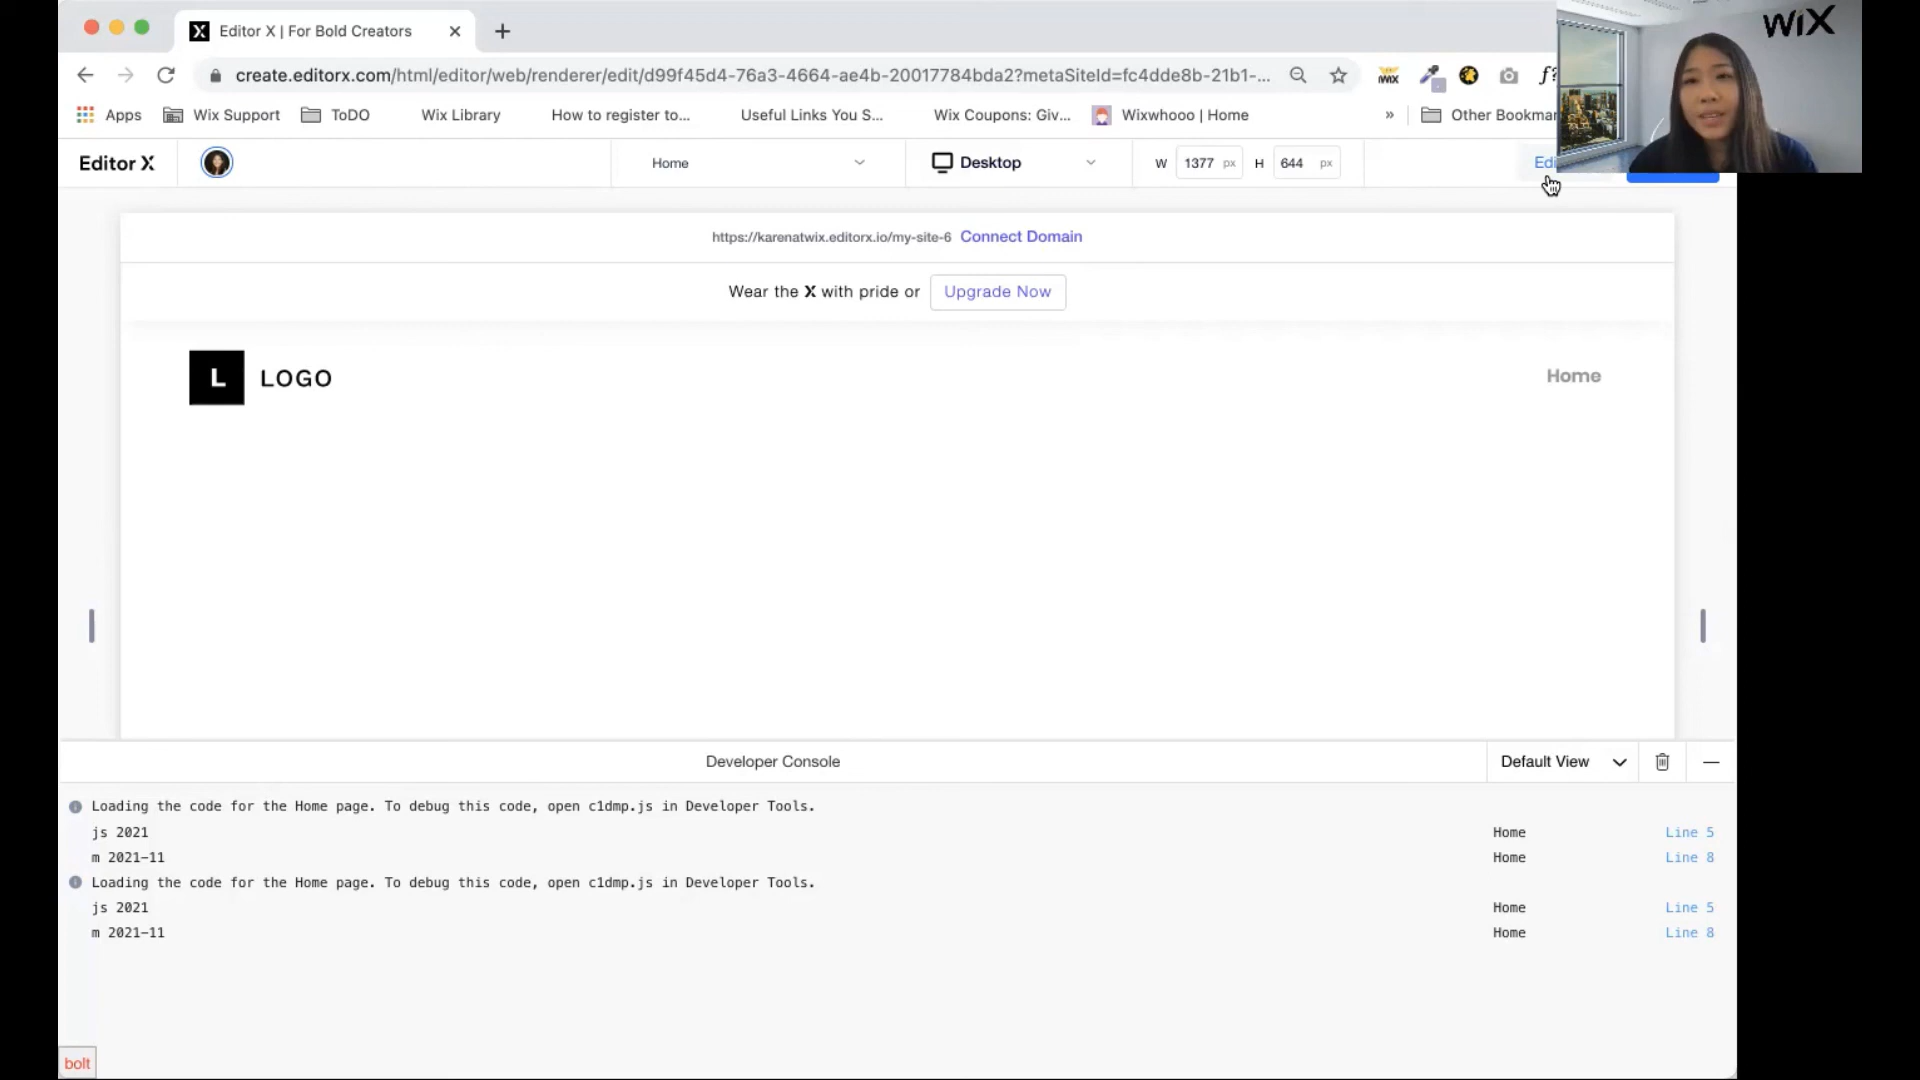 Editor X | For Bold Creators
WiX
create.editorx.com/html/editor/web/renderer/edit/d99f45d4-76a3-4664-ae4b-20017784bda2?metaSiteId=fc4dde8b-21b1-...
WIX
f?
Apps
Wix Support
ToDO
Wix Library
How to register to...
Useful Links You S...
Wix Coupons: Giv...
Wixwhooo | Home
»
Other Bookmar
Editor X
Home
Desktop
W 1377 px H 644 px
Edi
https://karenatwix.editorx.io/my-site-6 Connect Domain
Wear the X with pride or Upgrade Now
L LOGO
Home
Developer Console
Default View
Loading the code for the Home page. To debug this code, open c1dmp.js in Developer Tools.
js 2021 Home Line 5
m 2021-11 Home Line 8
Loading the code for the Home page. To debug this code, open c1dmp.js in Developer Tools.
js 2021 Home Line 5
m 2021-11 Home Line 8
bolt